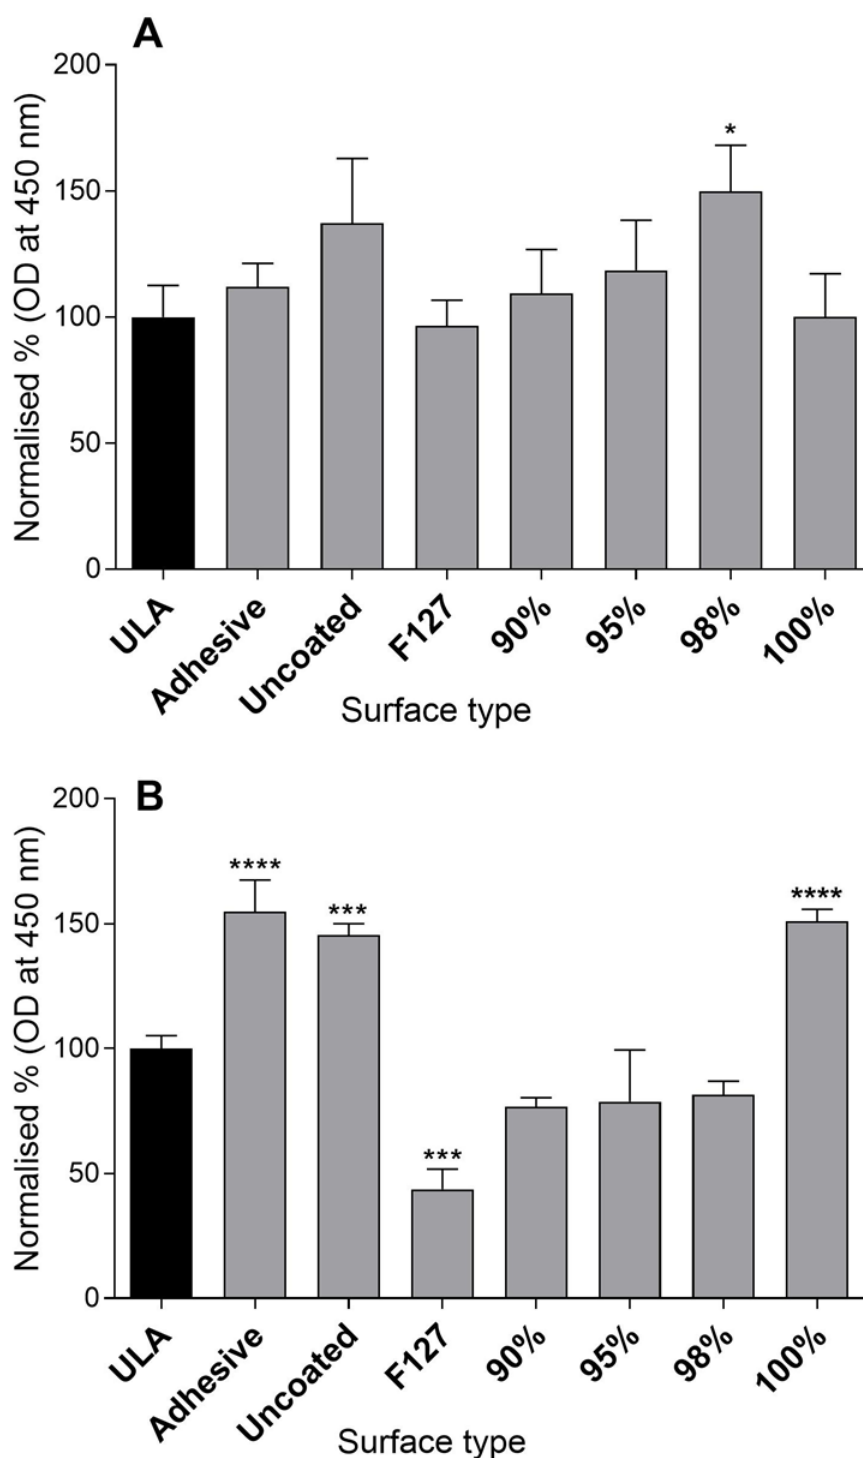 A
Normalised % (OD at 450 nm)
200
150
100
50
0
*
ULA
Adhesive
Uncoated
F127
90%
95%
98%
100%
Surface type
B
Normalised % (OD at 450 nm)
200
150
100
50
0
****
***
***
****
ULA
Adhesive
Uncoated
F127
90%
95%
98%
100%
Surface type